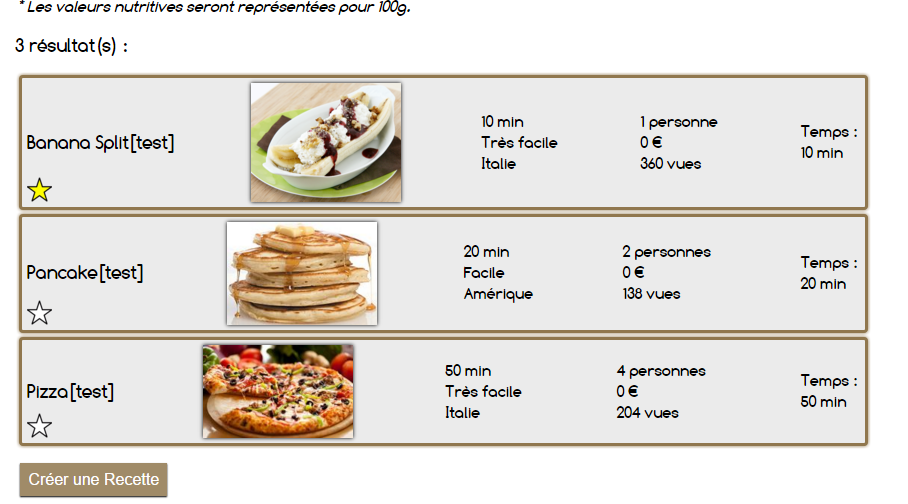 * Les valeurs nutritives seront représentées pour 100g.
3 résultat(s) :
Banana Split[test]
10 min
Très facile
Italie
1 personne
0 €
360 vues
Temps :
10 min
Pancake[test]
20 min
Facile
Amérique
2 personnes
0 €
138 vues
Temps :
20 min
Pizza[test]
50 min
Très facile
Italie
4 personnes
0 €
204 vues
Temps :
50 min
Créer une Recette